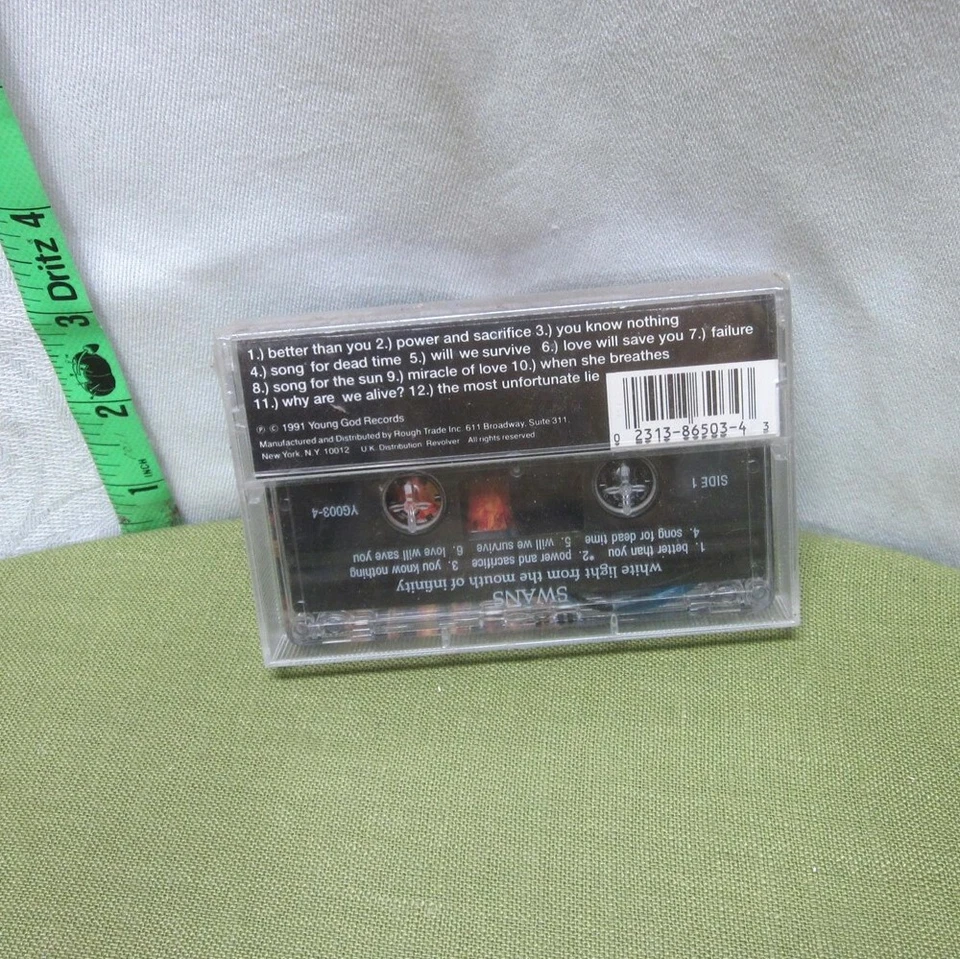 1.) better than you 2.) power and sacrifice 3.) you know nothing
4.) song for dead time 5.) will we survive 6.) love will save you 7.) failure
8.) song for the sun 9.) miracle of love 10.) when she breathes
11.) why are we alive? 12.) the most unfortunate lie
℗ © 1991 Young God Records
Manufactured and Distributed by Rough Trade Inc. 611 Broadway, Suite 311.
New York. N.Y. 10012 U.K. Distribution Revolver All rights reserved
0 2313-86503-4 3
SWANS
white light from the mouth of infinity
1. better than you *2. power and sacrifice 3. you know nothing
4. song for dead time 5. will we survive 6. love will save you
SIDE 1
YG003-4
1 INCH
2
3
Dritz
4